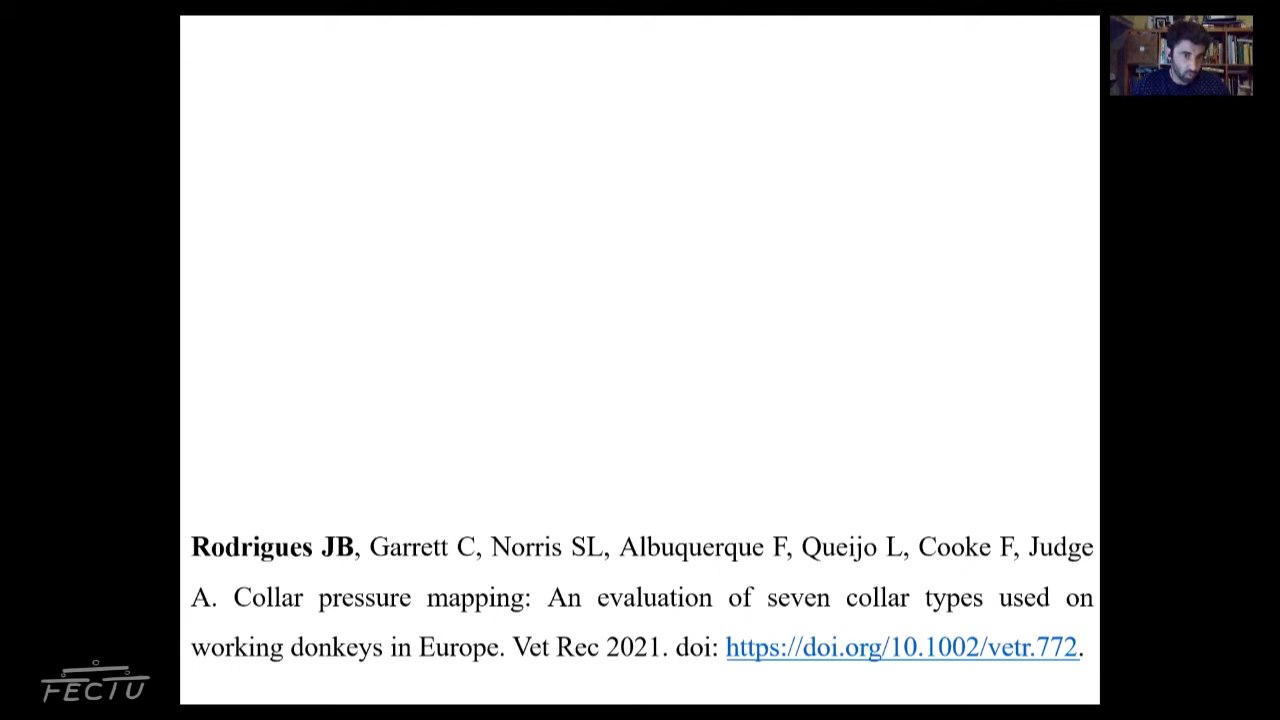 Rodrigues JB, Garrett C, Norris SL, Albuquerque F, Queijo L, Cooke F, Judge
A. Collar pressure mapping: An evaluation of seven collar types used on
working donkeys in Europe. Vet Rec 2021. doi: https://doi.org/10.1002/vetr.772.
FECTU